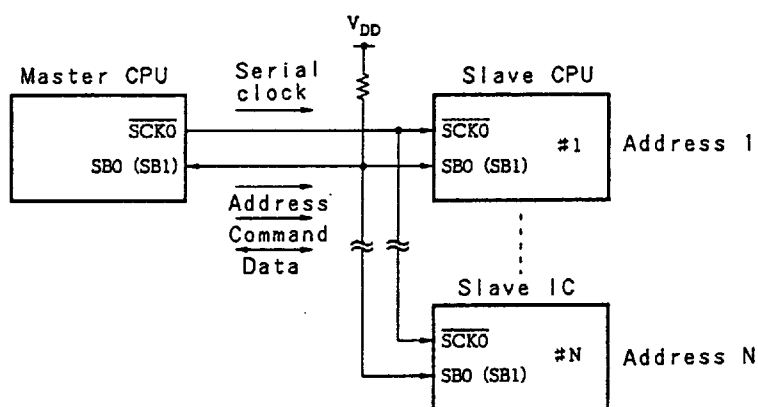 V_DD
Master CPU
Serial
clock
Slave CPU
SCK0
SCK0
#1
Address 1
SB0 (SB1)
SB0 (SB1)
Address
Command
Data
Slave IC
SCK0
#N
Address N
SB0 (SB1)